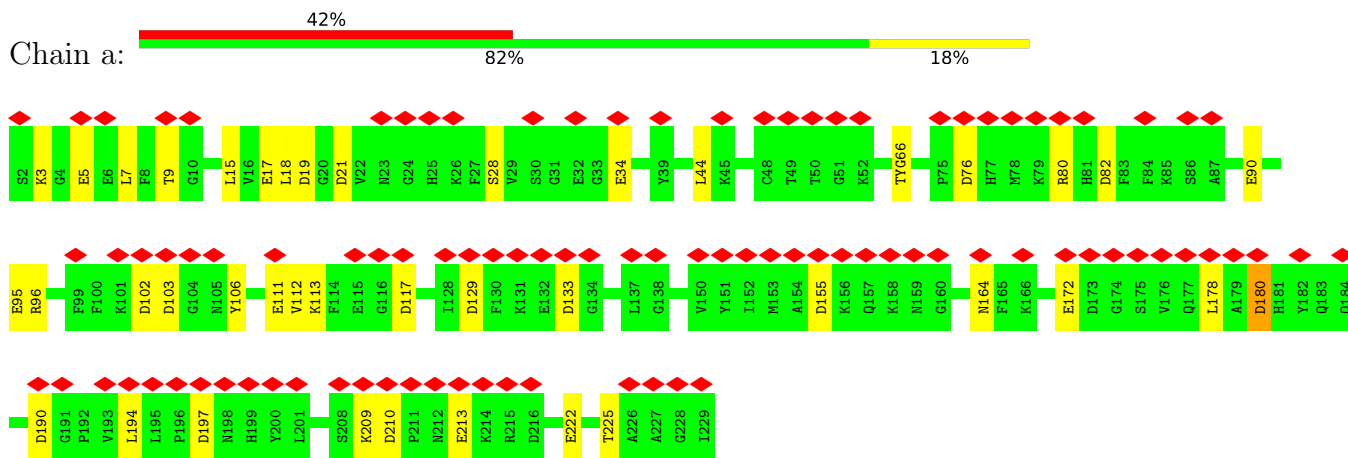 42%
Chain a:
82% 18%
S2 K3 G4 E5 E6 L7 F8 T9 G10 L15 V16 E17 L18 D19 G20 D21 V22 N23 G24 H25 K26 F27 S28 V29 S30 G31 E32 G33 E34 Y39 L44 K45 C48 T49 T50 G51 K52 TYG66 P75 D76 H77 M78 K79 R80 H81 D82 F83 F84 K85 S86 A87 E90
E95 R96 F99 F100 K101 D102 D103 G104 N105 Y106 E111 V112 K113 F114 E115 G116 D117 I128 D129 F130 K131 E132 D133 G134 L137 G138 V150 Y151 I152 M153 A154 D155 K156 Q157 K158 N159 G160 N164 F165 K166 E172 D173 G174 S175 V176 Q177 L178 A179 D180 H181 Y182 Q183 Q184
D190 G191 P192 V193 L194 L195 P196 D197 N198 H199 Y200 L201 S208 K209 D210 P211 N212 E213 K214 R215 D216 E222 T225 A226 A227 G228 I229